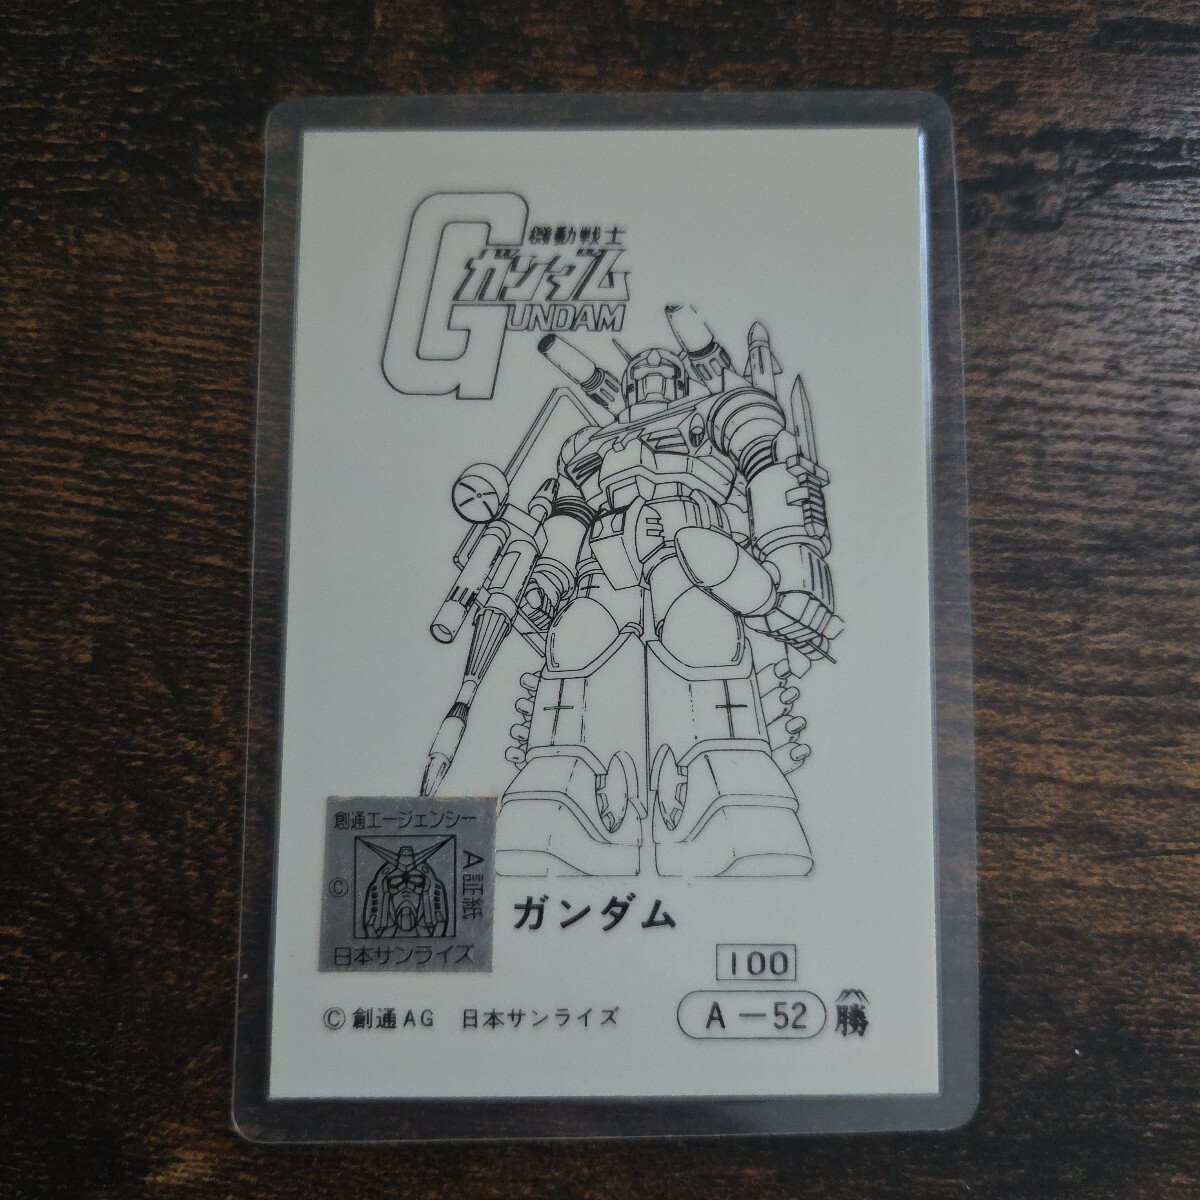 機動戦士
ガンダム
GUNDAM
創通エージェンシー
©
A証紙
日本サンライズ
ガンダム
100
A-52
勝
©創通AG 日本サンライズ